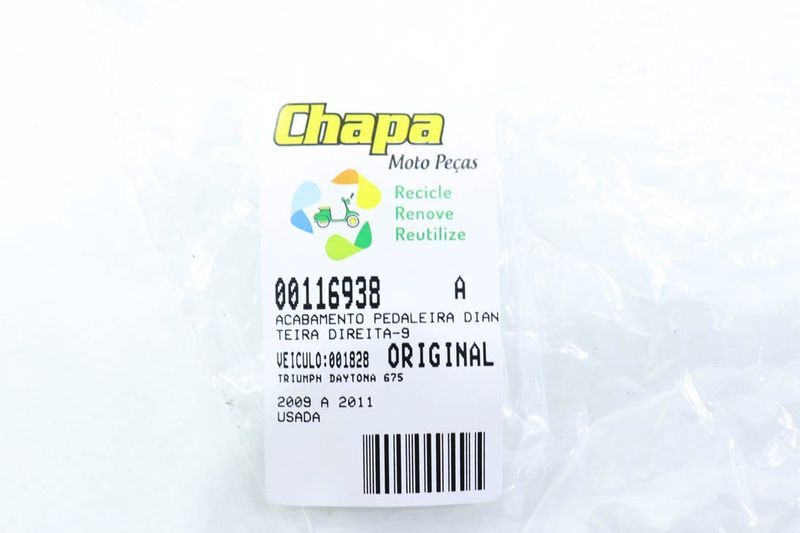 Chapa
Moto Peças
Recicle
Renove
Reutilize
00116938 A
ACABAMENTO PEDALEIRA DIAN
TEIRA DIREITA-9
VEICULO:001828 ORIGINAL
TRIUMPH DAYTONA 675
2009 A 2011
USADA